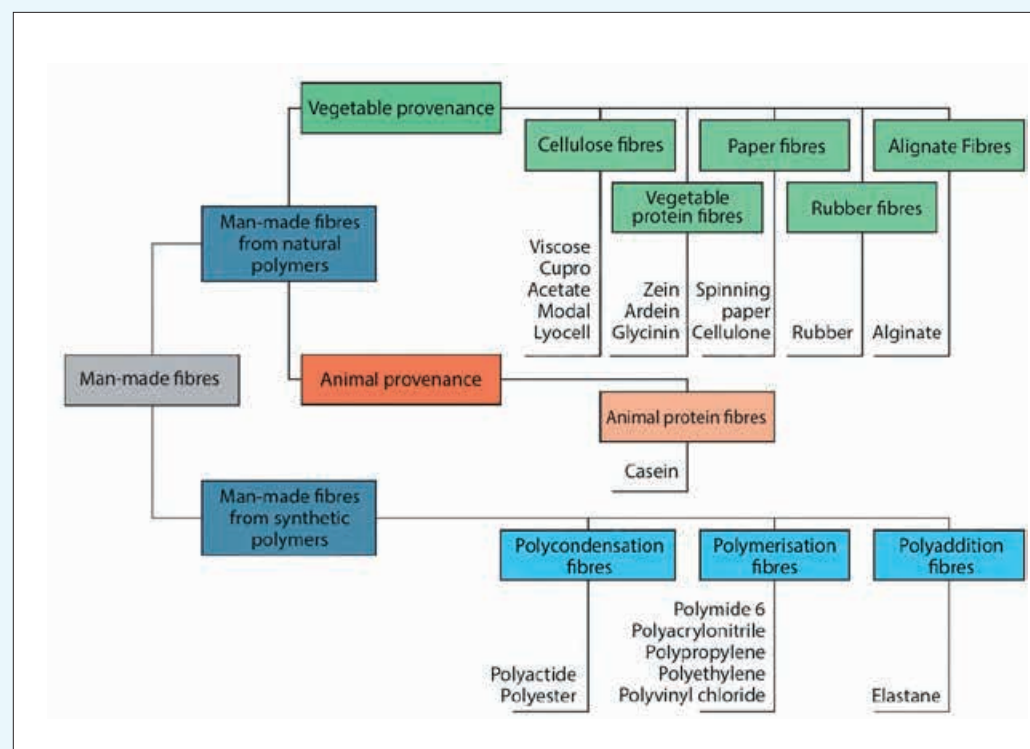 Vegetable provenance
Cellulose fibres
Paper fibres
Alignate Fibres
Vegetable
protein fibres
Rubber fibres
Man-made fibres
from natural
polymers
Viscose
Cupro
Acetate
Modal
Lyocell
Zein
Ardein
Glycinin
Spinning
paper
Cellulone
Rubber
Alginate
Man-made fibres
Animal provenance
Animal protein fibres
Casein
Man-made fibres
from synthetic
polymers
Polycondensation
fibres
Polymerisation
fibres
Polyaddition
fibres
Polyactide
Polyester
Polymide 6
Polyacrylonitrile
Polypropylene
Polyethylene
Polyvinyl chloride
Elastane